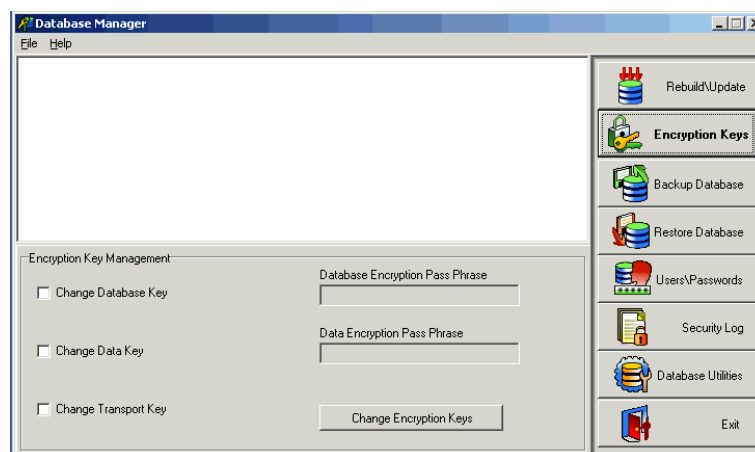 Database Manager
File Help
Rebuild\Update
Encryption Keys
Backup Database
Restore Database
Users\Passwords
Security Log
Database Utilities
Exit
Encryption Key Management
Change Database Key
Database Encryption Pass Phrase
Change Data Key
Data Encryption Pass Phrase
Change Transport Key
Change Encryption Keys